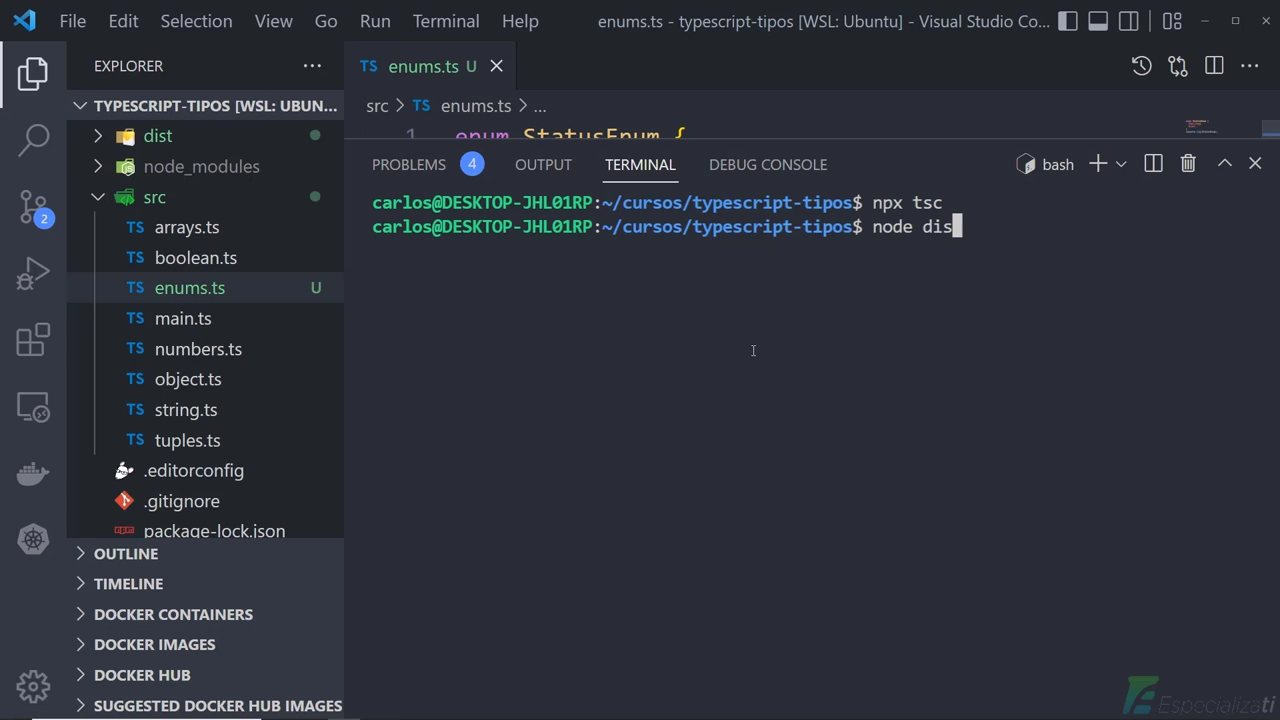 File Edit Selection View Go Run Terminal Help enums.ts - typescript-tipos [WSL: Ubuntu] - Visual Studio Co...
EXPLORER
TYPESCRIPT-TIPOS [WSL: UBUN...
dist
node_modules
src
TS arrays.ts
TS boolean.ts
TS enums.ts U
TS main.ts
TS numbers.ts
TS object.ts
TS string.ts
TS tuples.ts
.editorconfig
.gitignore
package-lock.json
OUTLINE
TIMELINE
DOCKER CONTAINERS
DOCKER IMAGES
DOCKER HUB
SUGGESTED DOCKER HUB IMAGES
2
TS enums.ts U
src > TS enums.ts > ...
1 enum StatusEnum {
PROBLEMS 4 OUTPUT TERMINAL DEBUG CONSOLE bash
carlos@DESKTOP-JHL01RP:~/cursos/typescript-tipos$ npx tsc
carlos@DESKTOP-JHL01RP:~/cursos/typescript-tipos$ node dis
Especializati